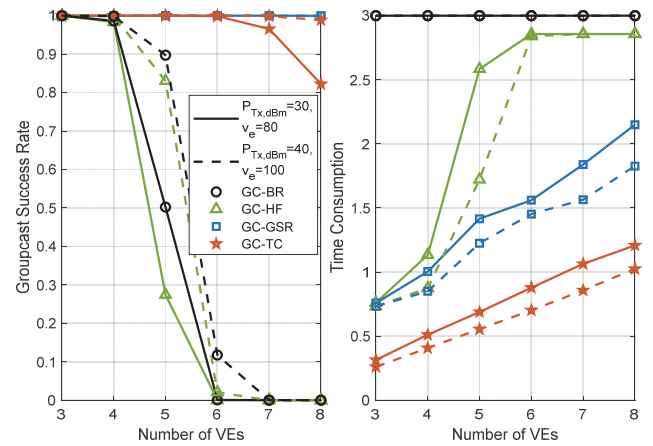 1
0.9
0.8
0.7
0.6
0.5
0.4
0.3
0.2
0.1
0
3 4 5 6 7 8
Number of VEs
Groupcast Success Rate
P_Tx,dBm=30,
v_e=80
P_Tx,dBm=40,
v_e=100
GC-BR
GC-HF
GC-GSR
GC-TC
3
2.5
2
1.5
1
0.5
0
3 4 5 6 7 8
Number of VEs
Time Consumption